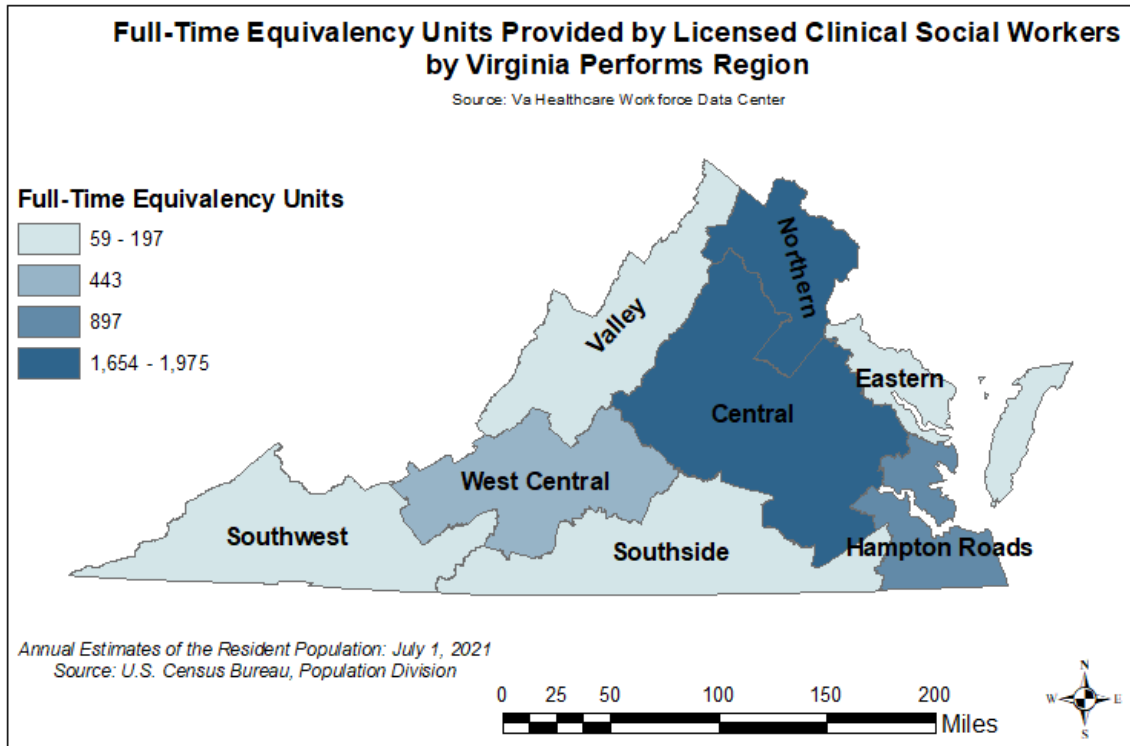 Full-Time Equivalency Units Provided by Licensed Clinical Social Workers
by Virginia Performs Region
Source: Va Healthcare Workforce Data Center
Full-Time Equivalency Units
59 - 197
443
897
1,654 - 1,975
Northern
Valley
Eastern
Central
West Central
Southwest
Southside
Hampton Roads
Annual Estimates of the Resident Population: July 1, 2021
Source: U.S. Census Bureau, Population Division
0 25 50 100 150 200
Miles
N
W E
S